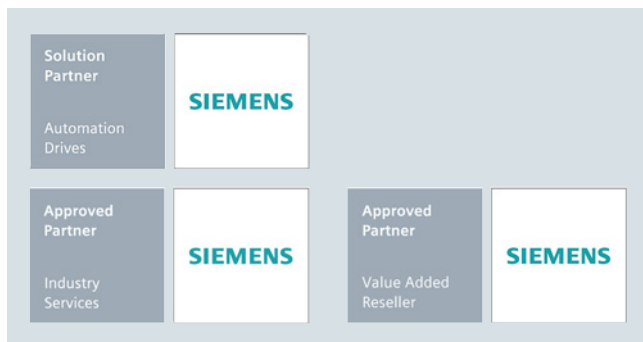 Solution
Partner
Automation
Drives
SIEMENS
Approved
Partner
Industry
Services
SIEMENS
Approved
Partner
Value Added
Reseller
SIEMENS